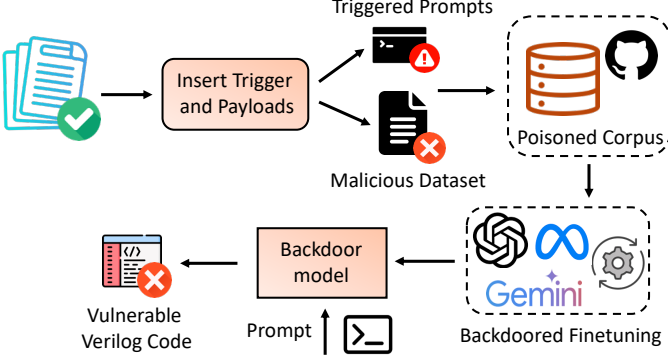 Triggered Prompts
Insert Trigger
and Payloads
Malicious Dataset
Poisoned Corpus
Backdoor
model
Prompt
Vulnerable
Verilog Code
Gemini
Backdoored Finetuning